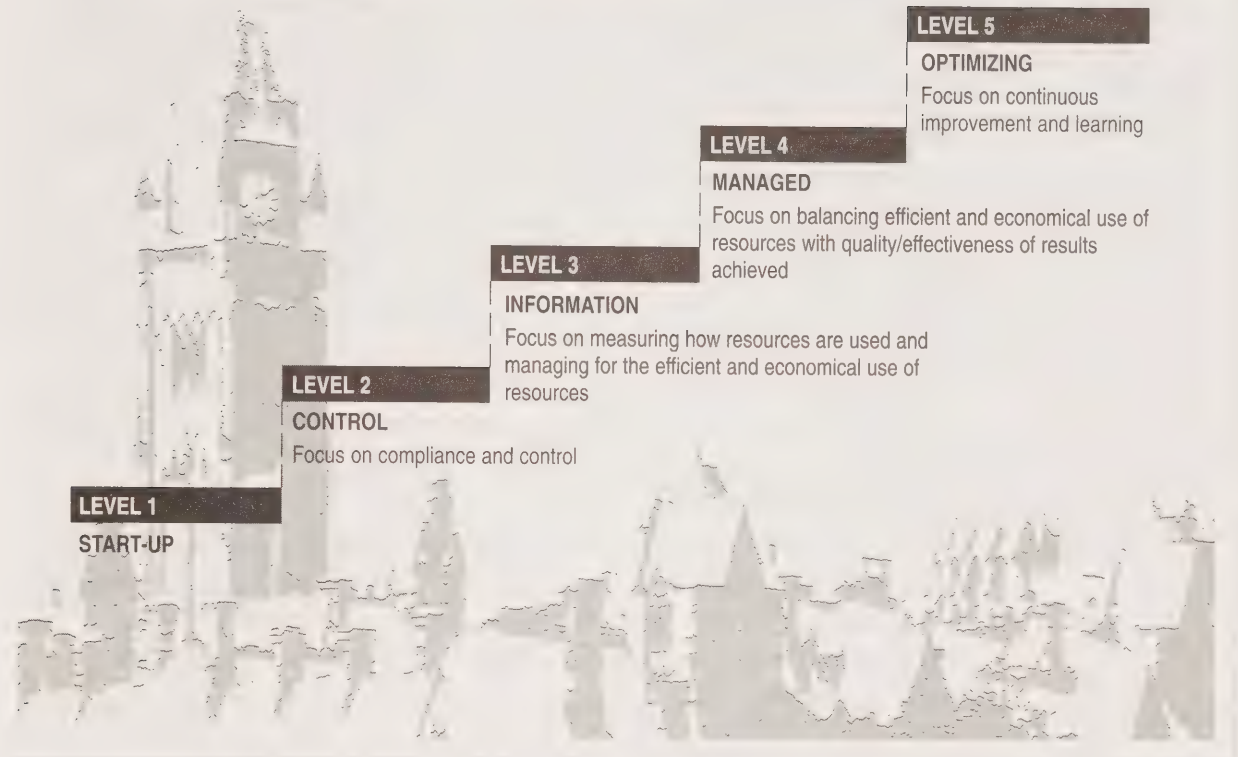 LEVEL 5
OPTIMIZING
Focus on continuous
improvement and learning
LEVEL 4
MANAGED
Focus on balancing efficient and economical use of
resources with quality/effectiveness of results
achieved
LEVEL 3
INFORMATION
Focus on measuring how resources are used and
managing for the efficient and economical use of
resources
LEVEL 2
CONTROL
Focus on compliance and control
LEVEL 1
START-UP